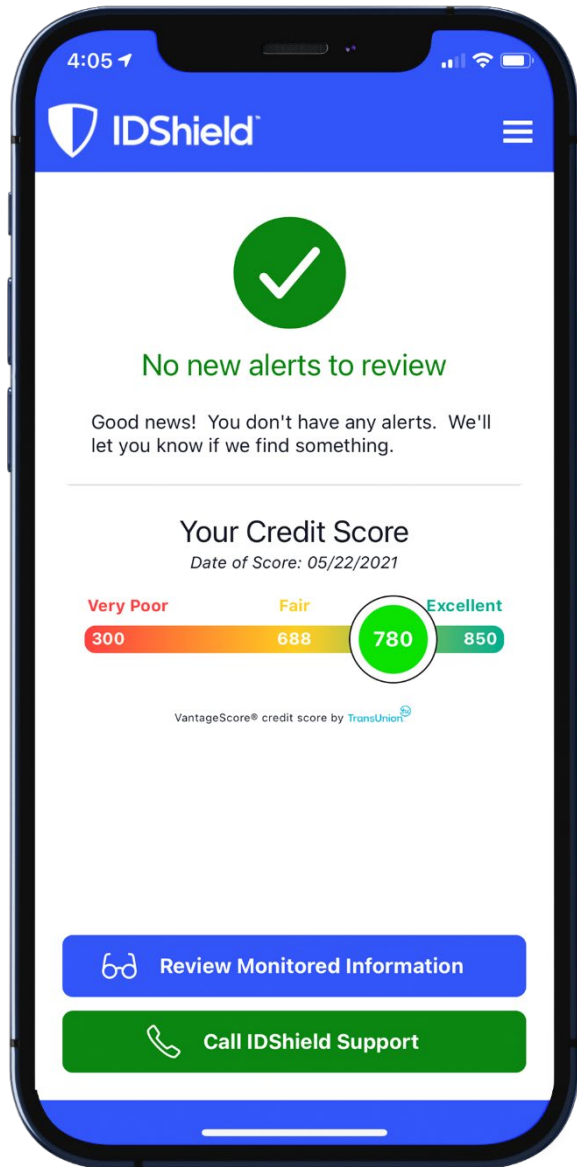 4:05
IDShield™
No new alerts to review
Good news!  You don't have any alerts.  We'll
let you know if we find something.
Your Credit Score
Date of Score: 05/22/2021
Very Poor Fair Excellent
300 688 780 850
VantageScore® credit score by TransUnion tu
Review Monitored Information
Call IDShield Support